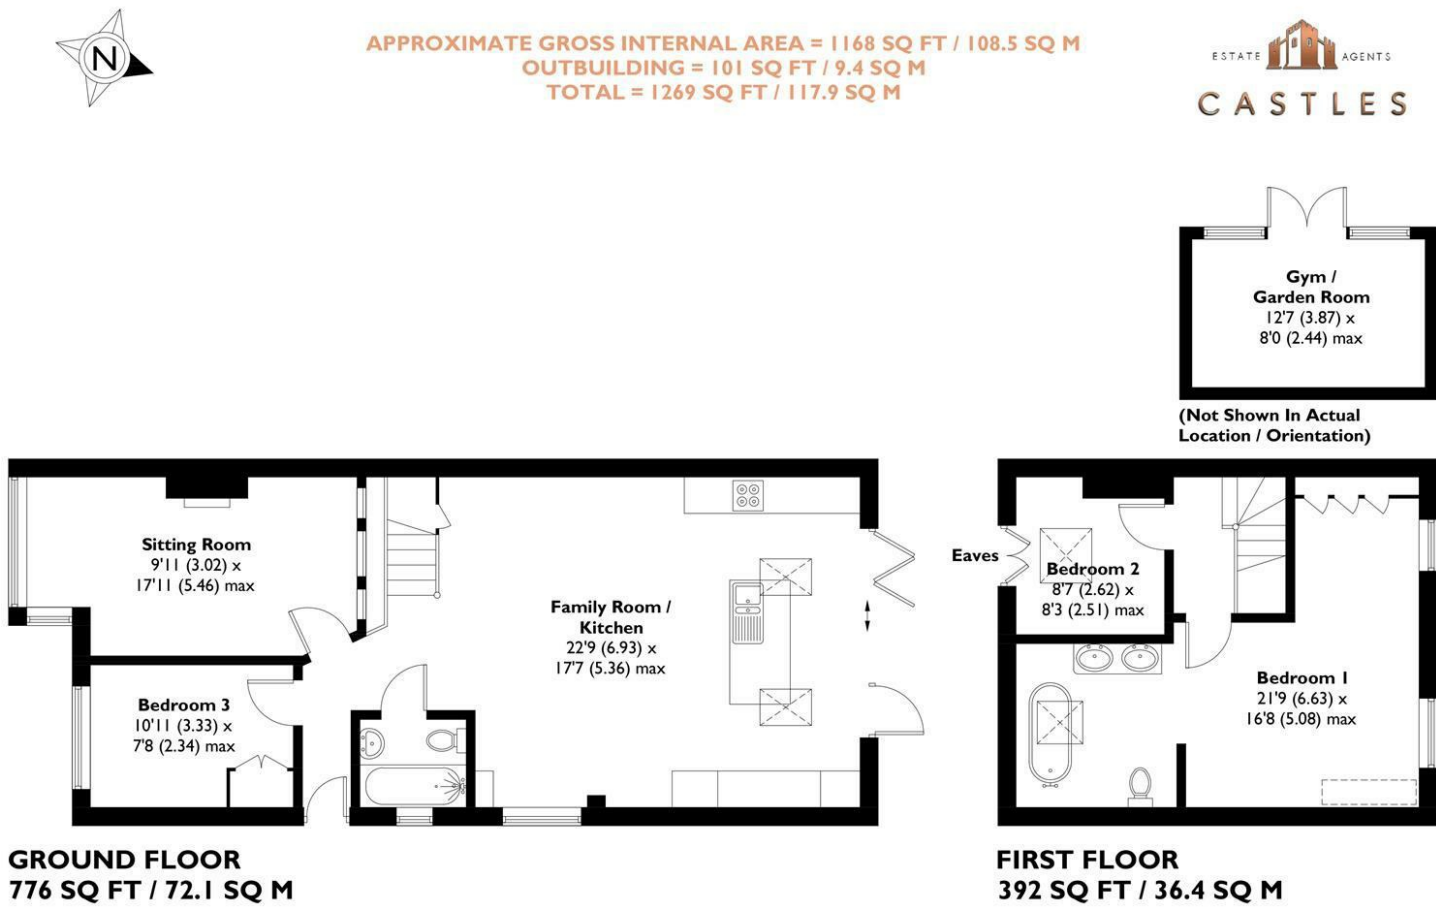 N
APPROXIMATE GROSS INTERNAL AREA = 1168 SQ FT / 108.5 SQ M
OUTBUILDING = 101 SQ FT / 9.4 SQ M
TOTAL = 1269 SQ FT / 117.9 SQ M
ESTATE AGENTS
CASTLES
Gym /
Garden Room
12'7 (3.87) x
8'0 (2.44) max
(Not Shown In Actual
Location / Orientation)
Sitting Room
9'11 (3.02) x
17'11 (5.46) max
Bedroom 3
10'11 (3.33) x
7'8 (2.34) max
Family Room /
Kitchen
22'9 (6.93) x
17'7 (5.36) max
Eaves
Bedroom 2
8'7 (2.62) x
8'3 (2.51) max
Bedroom 1
21'9 (6.63) x
16'8 (5.08) max
GROUND FLOOR
776 SQ FT / 72.1 SQ M
FIRST FLOOR
392 SQ FT / 36.4 SQ M